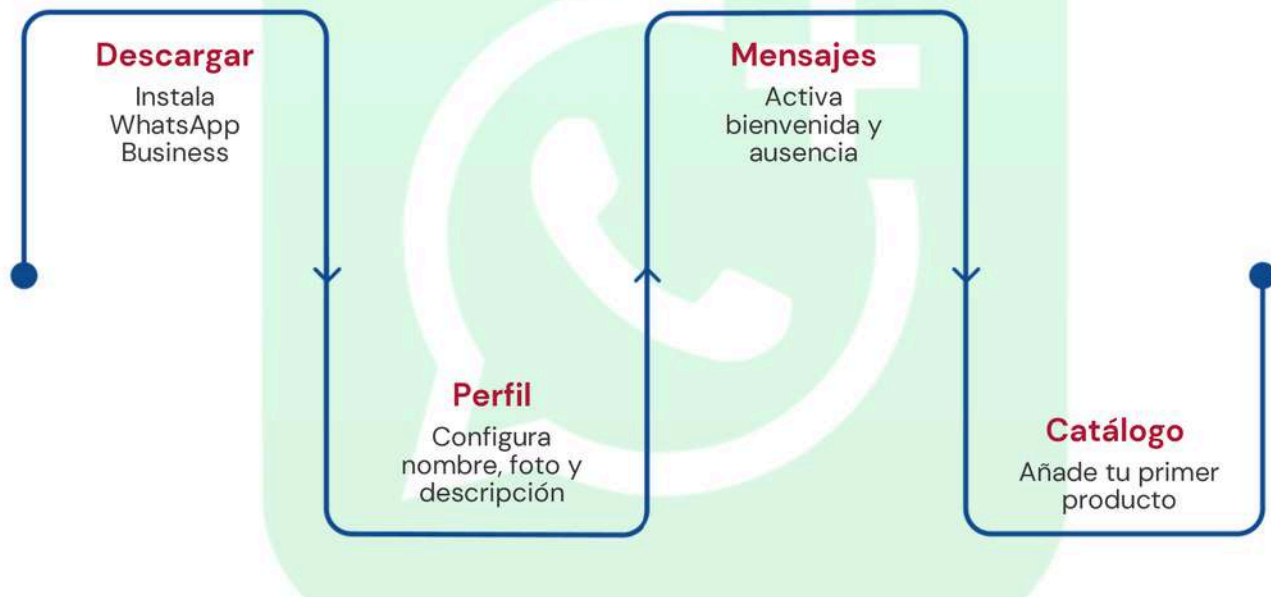 Descargar
Instala
WhatsApp
Business
Perfil
Configura
nombre, foto y
descripción
Mensajes
Activa
bienvenida y
ausencia
Catálogo
Añade tu primer
producto